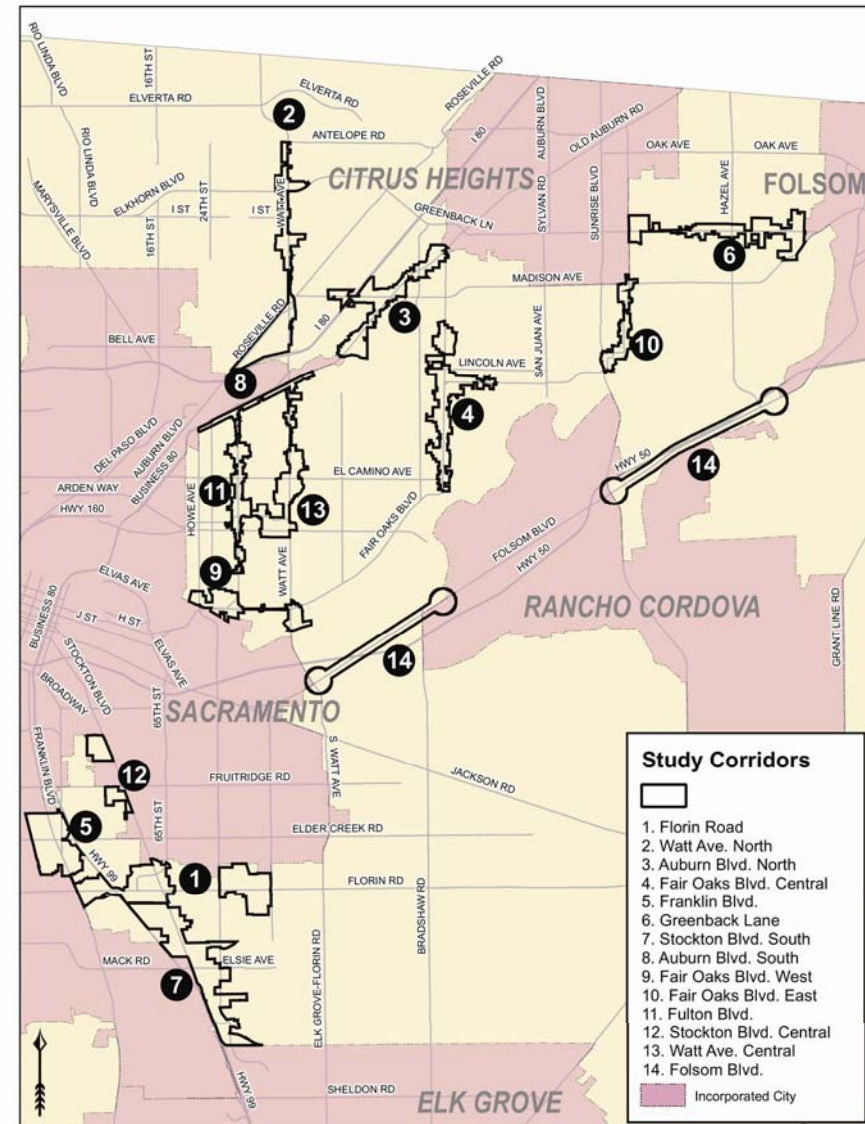 RIO LINDA BLVD
16TH ST
ELVERTA RD
ELVERTA RD
ROSEVILLE RD
I 80
2
ANTELOPE RD
AUBURN BLVD
OLD AUBURN RD
RIO LINDA BLVD
MARYSVILLE BLVD
ELKHORN BLVD
24TH ST
CITRUS HEIGHTS
SYLVAN RD
SUNRISE BLVD
OAK AVE
OAK AVE
HAZEL AVE
FOLSOM
I ST
I ST
WATT AVE
16TH ST
GREENBACK LN
6
MADISON AVE
ROSEVILLE RD
I 80
3
BELL AVE
SAN JUAN AVE
10
LINCOLN AVE
8
4
DEL PASO BLVD
AUBURN BLVD
BUSINESS 80
HWY 50
14
ARDEN WAY
HWY 160
HOWE AVE
11
EL CAMINO AVE
13
FAIR OAKS BLVD
FOLSOM BLVD
HWY 50
9
WATT AVE
ELVAS AVE
BUSINESS 80
J ST
H ST
ELVAS AVE
RANCHO CORDOVA
GRANT LINE RD
14
STOCKTON BLVD
BROADWAY
65TH ST
SACRAMENTO
FRANKLIN BLVD
S. WATT AVE
JACKSON RD
12
FRUITRIDGE RD
65TH ST
5
ELDER CREEK RD
HWY 99
1
FLORIN RD
BRADSHAW RD
ELK GROVE-FLORIN RD
MACK RD
ELSIE AVE
7
HWY 99
SHELDON RD
ELK GROVE
Study Corridors
1. Florin Road
2. Watt Ave. North
3. Auburn Blvd. North
4. Fair Oaks Blvd. Central
5. Franklin Blvd.
6. Greenback Lane
7. Stockton Blvd. South
8. Auburn Blvd. South
9. Fair Oaks Blvd. West
10. Fair Oaks Blvd. East
11. Fulton Blvd.
12. Stockton Blvd. Central
13. Watt Ave. Central
14. Folsom Blvd.
Incorporated City